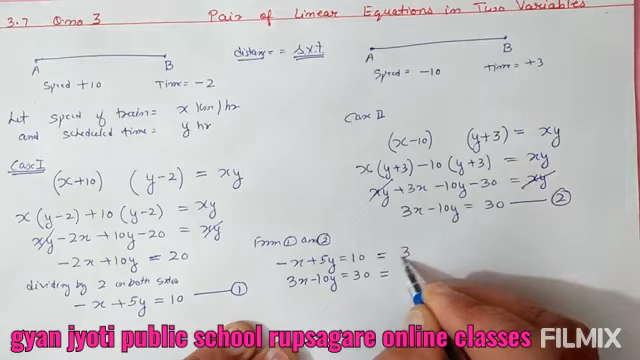 3.7 Q.no 3 Pair of Linear Equations in Two Variables
A B
Speed +10 Time = -2
distance = s x t
A B
Speed = -10 Time = +3
Let speed of train = x km/hr
and scheduled time = y hr
Case I
(x+10) (y-2) = xy
x(y-2)+10(y-2) = xy
xy-2x+10y-20 = xy
-2x+10y = 20
dividing by 2 on both sides
-x+5y = 10 ——①
Case II
(x-10) (y+3) = xy
x(y+3)-10(y+3) = xy
xy+3x-10y-30 = xy
3x-10y = 30 ——②
From ① and ②
-x+5y=10 = 3
3x-10y=30 =
gyan jyoti public school rupsagare online classes
FILMIX